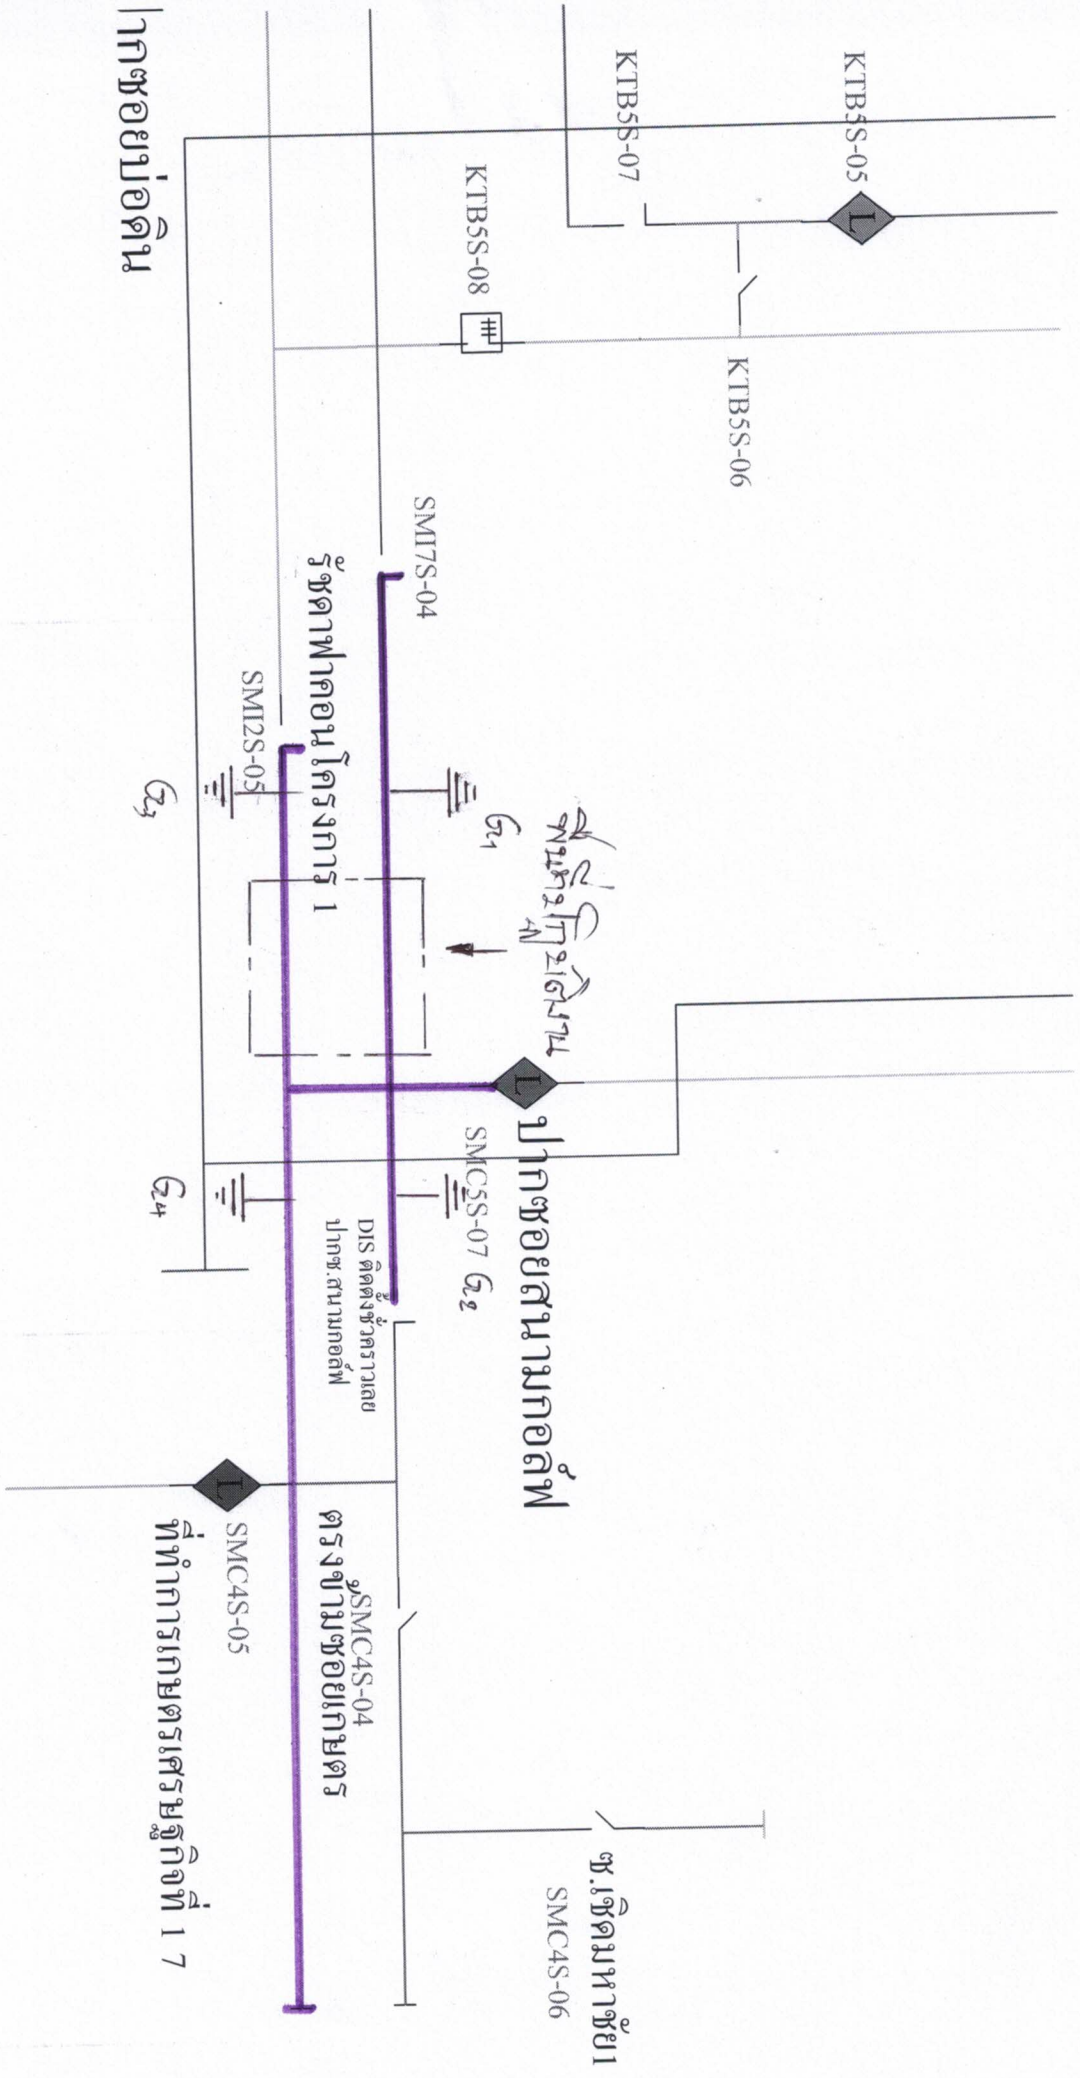 KTB5S-05
KTB5S-07
KTB5S-08
KTB5S-06
ปากซอยบ่อดิน
SMI7S-04
รัชดาฟาคอนโครงการ 1
SMI2S-05
G1
G3
พื้นที่ปฏิบัติงาน
L
L
ปากซอยสนามกอล์ฟ
SMC5S-07
G2
G4
DIS ติดตั้งชั่วคราวเลย
ปากซ.สนามกอล์ฟ
L
SMC4S-05
ที่ทำการเกษตรเศรษฐกิจที่ 1 7
SMC4S-04
ตรงข้ามซอยเกษตร
ซ.เชิดมหาชัย1
SMC4S-06